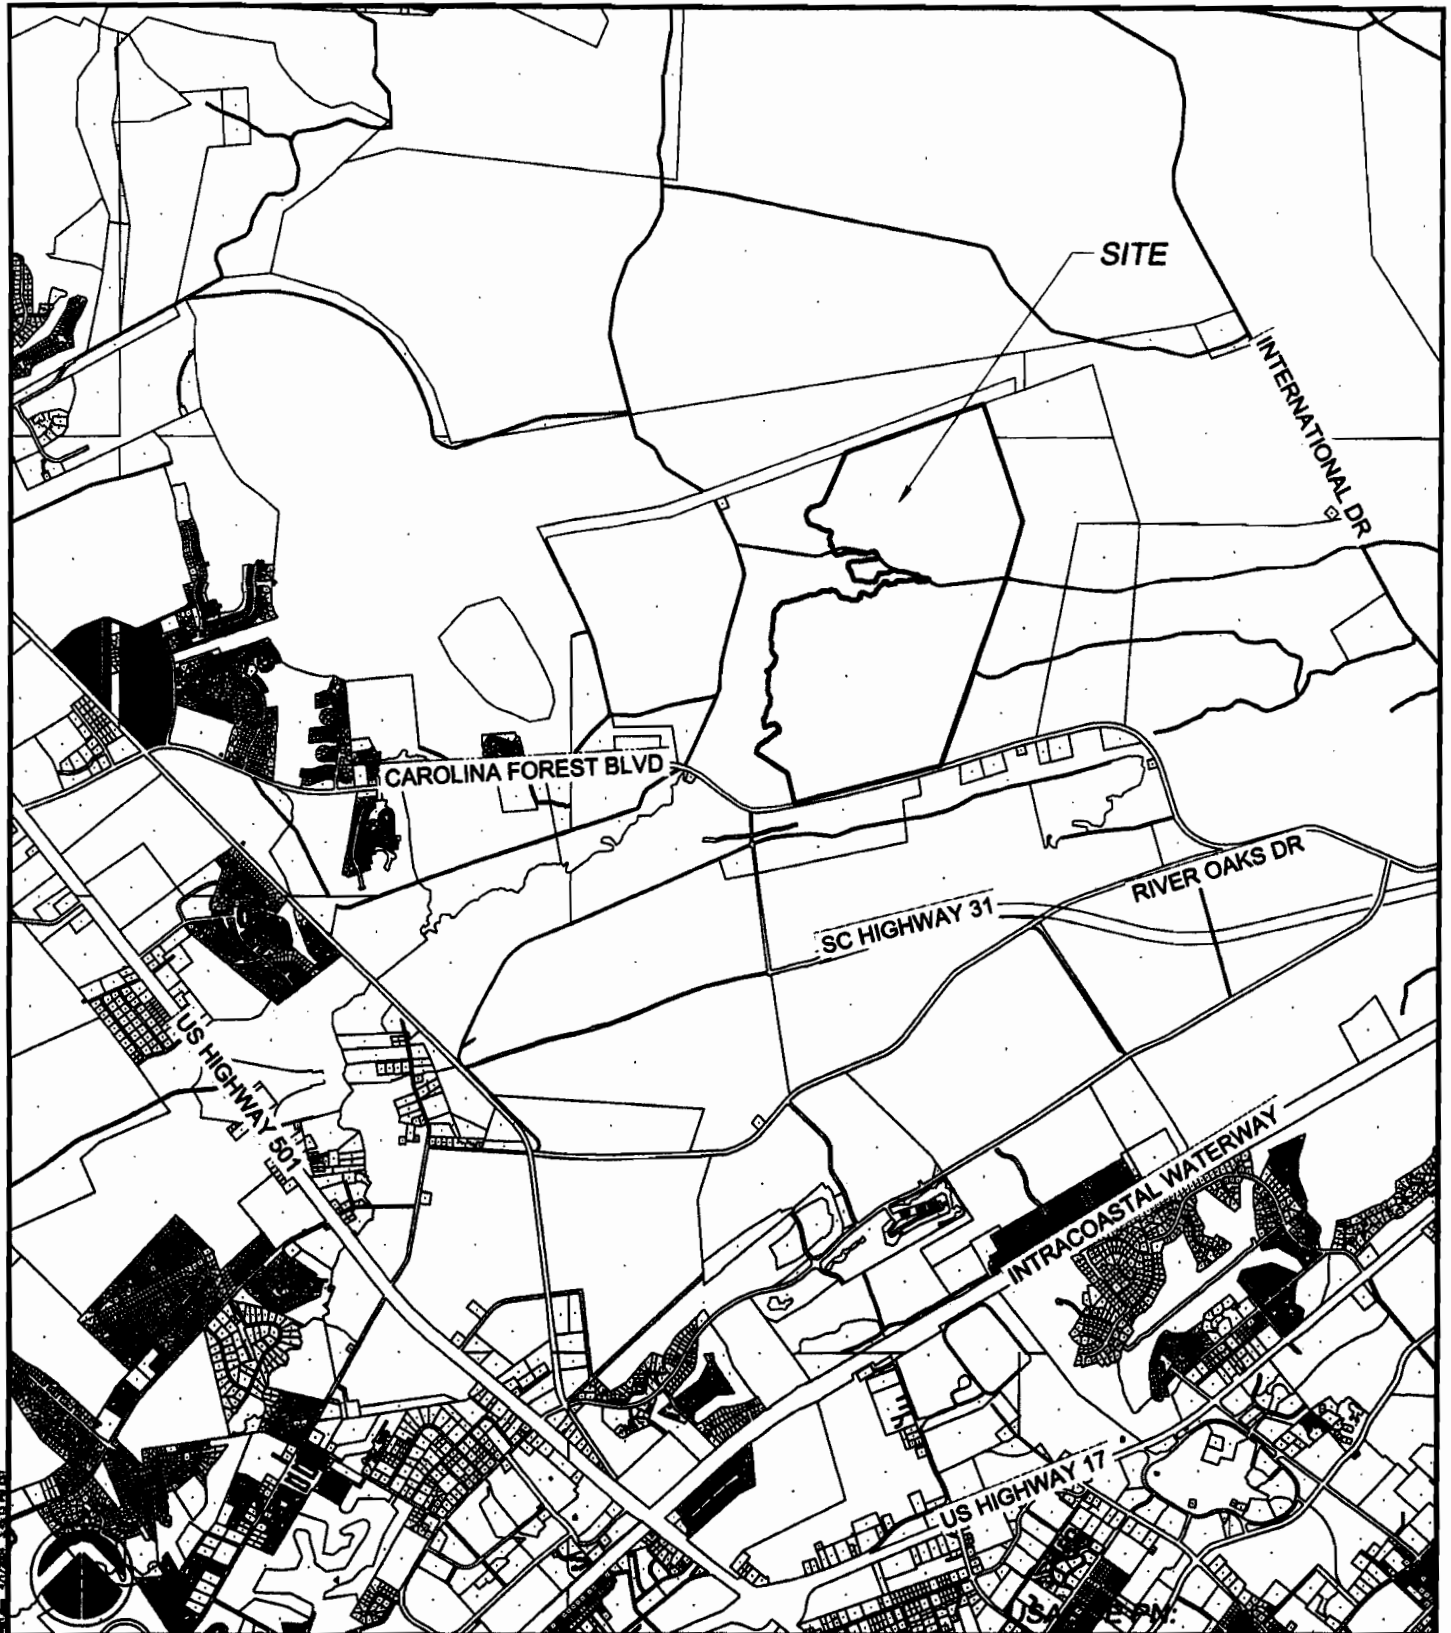 SITE
INTERNATIONAL DR
CAROLINA FOREST BLVD
RIVER OAKS DR
SC HIGHWAY 31
US HIGHWAY 501
INTRACOASTAL WATERWAY
US HIGHWAY 17
PN: